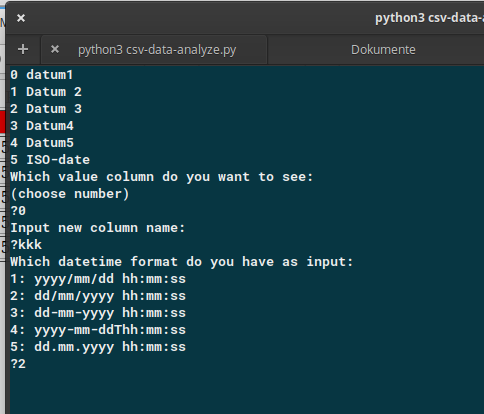 python3 csv-data-a
python3 csv-data-analyze.py
Dokumente
0 datum1
1 Datum 2
2 Datum 3
3 Datum4
4 Datum5
5 ISO-date
Which value column do you want to see:
(choose number)
?0
Input new column name:
?kkk
Which datetime format do you have as input:
1: yyyy/mm/dd hh:mm:ss
2: dd/mm/yyyy hh:mm:ss
3: dd-mm-yyyy hh:mm:ss
4: yyyy-mm-ddThh:mm:ss
5: dd.mm.yyyy hh:mm:ss
?2